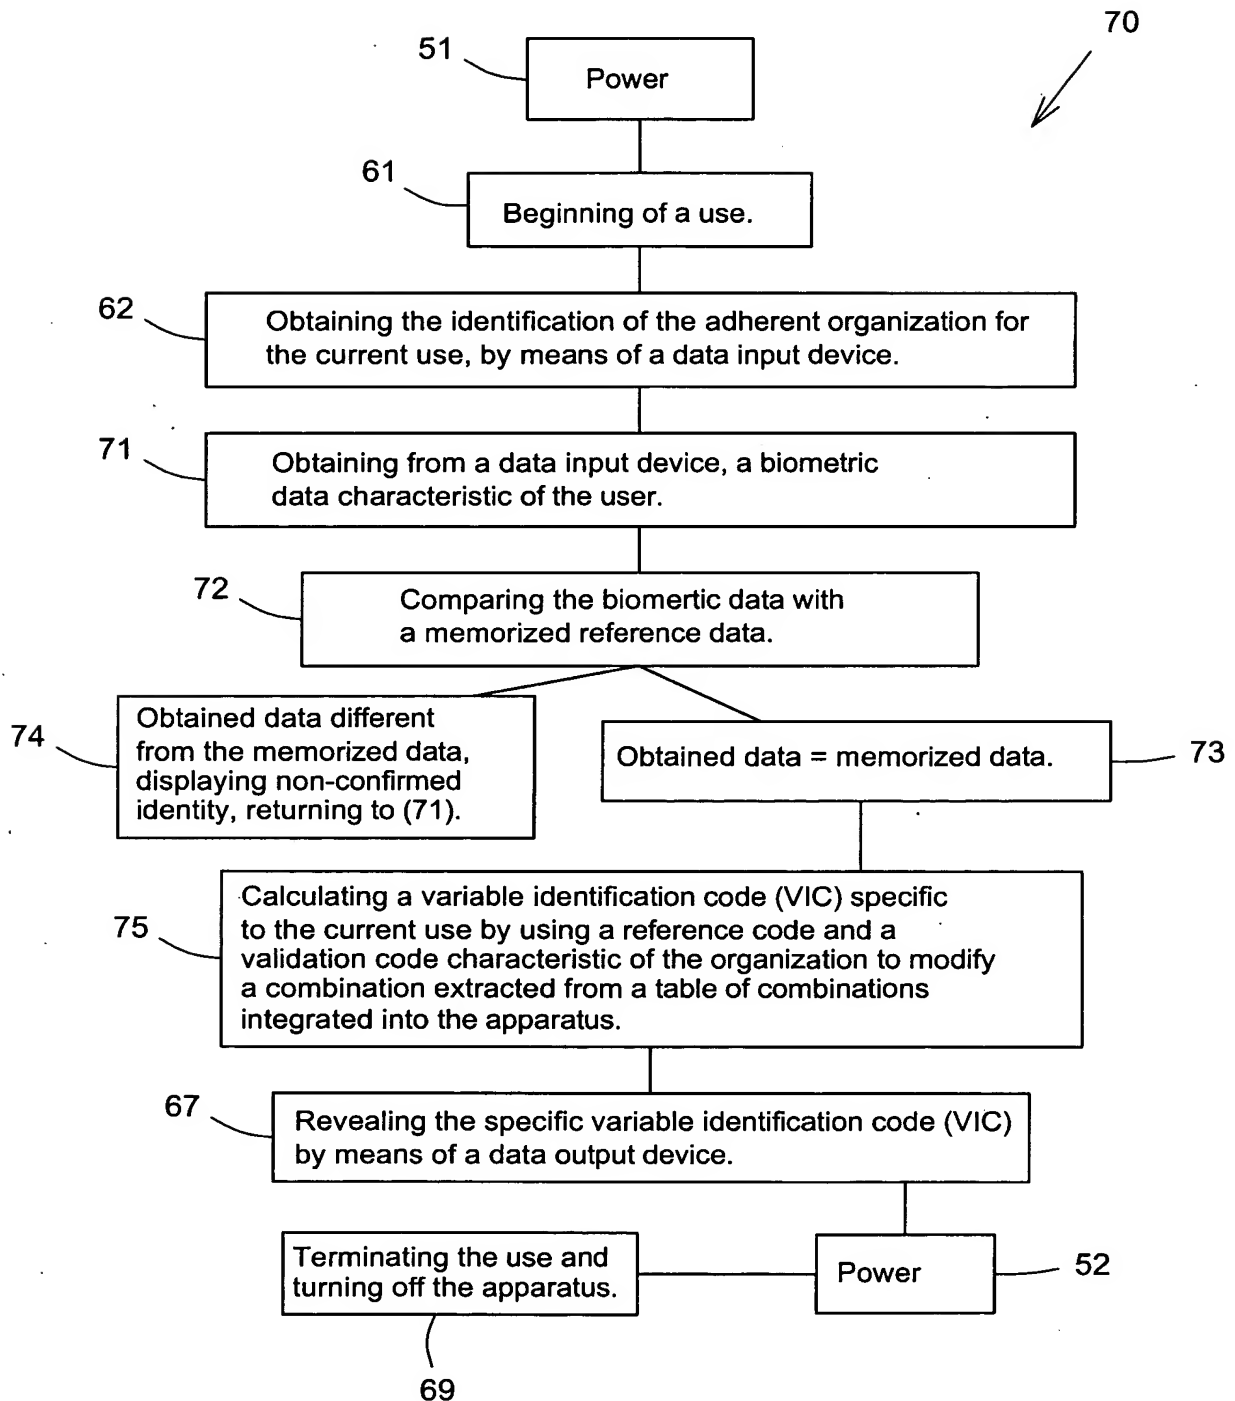 70
51
Power
61
Beginning of a use.
62
Obtaining the identification of the adherent organization for
the current use, by means of a data input device.
71
Obtaining from a data input device, a biometric
data characteristic of the user.
72
Comparing the biomertic data with
a memorized reference data.
74
Obtained data different
from the memorized data,
displaying non-confirmed
identity, returning to (71).
Obtained data = memorized data.
73
75
Calculating a variable identification code (VIC) specific
to the current use by using a reference code and a
validation code characteristic of the organization to modify
a combination extracted from a table of combinations
integrated into the apparatus.
67
Revealing the specific variable identification code (VIC)
by means of a data output device.
Terminating the use and
turning off the apparatus.
Power
52
69